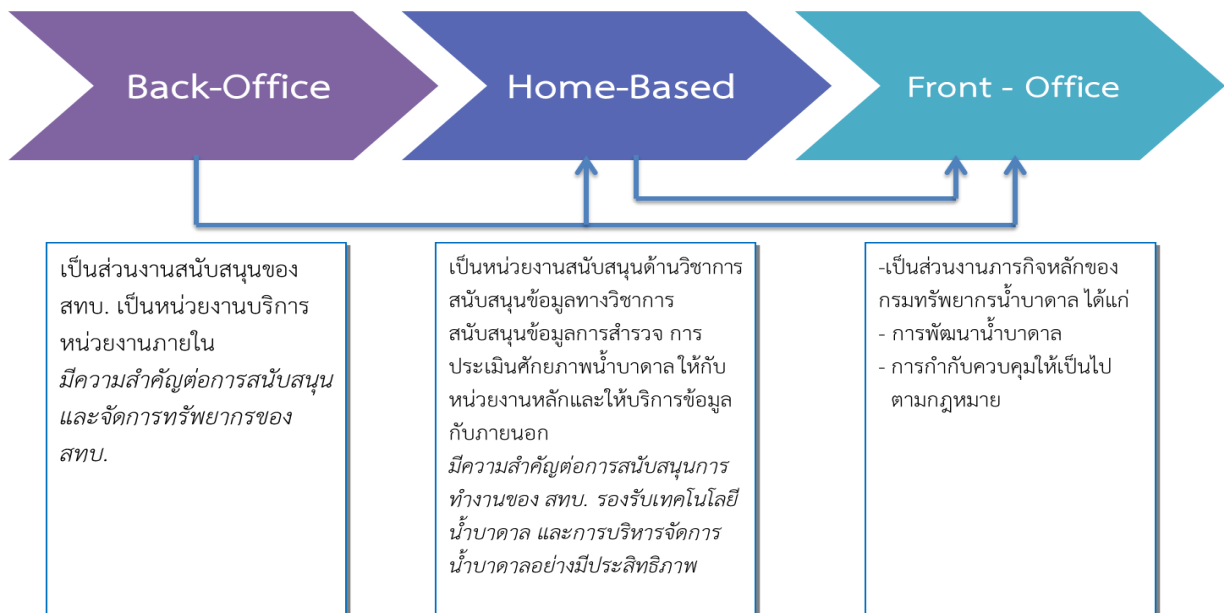 Back-Office
Home-Based
Front - Office
เป็นส่วนงานสนับสนุนของ
สทบ. เป็นหน่วยงานบริการ
หน่วยงานภายใน
มีความสำคัญต่อการสนับสนุน
และจัดการทรัพยากรของ
สทบ.
เป็นหน่วยงานสนับสนุนด้านวิชาการ
สนับสนุนข้อมูลทางวิชาการ
สนับสนุนข้อมูลการสำรวจ การ
ประเมินศักยภาพน้ำบาดาล ให้กับ
หน่วยงานหลักและให้บริการข้อมูล
กับภายนอก
มีความสำคัญต่อการสนับสนุนการ
ทำงานของ สทบ. รองรับเทคโนโลยี
น้ำบาดาล และการบริหารจัดการ
น้ำบาดาลอย่างมีประสิทธิภาพ
-เป็นส่วนงานภารกิจหลักของ
กรมทรัพยากรน้ำบาดาล ได้แก่
- การพัฒนาน้ำบาดาล
- การกำกับควบคุมให้เป็นไป
ตามกฎหมาย